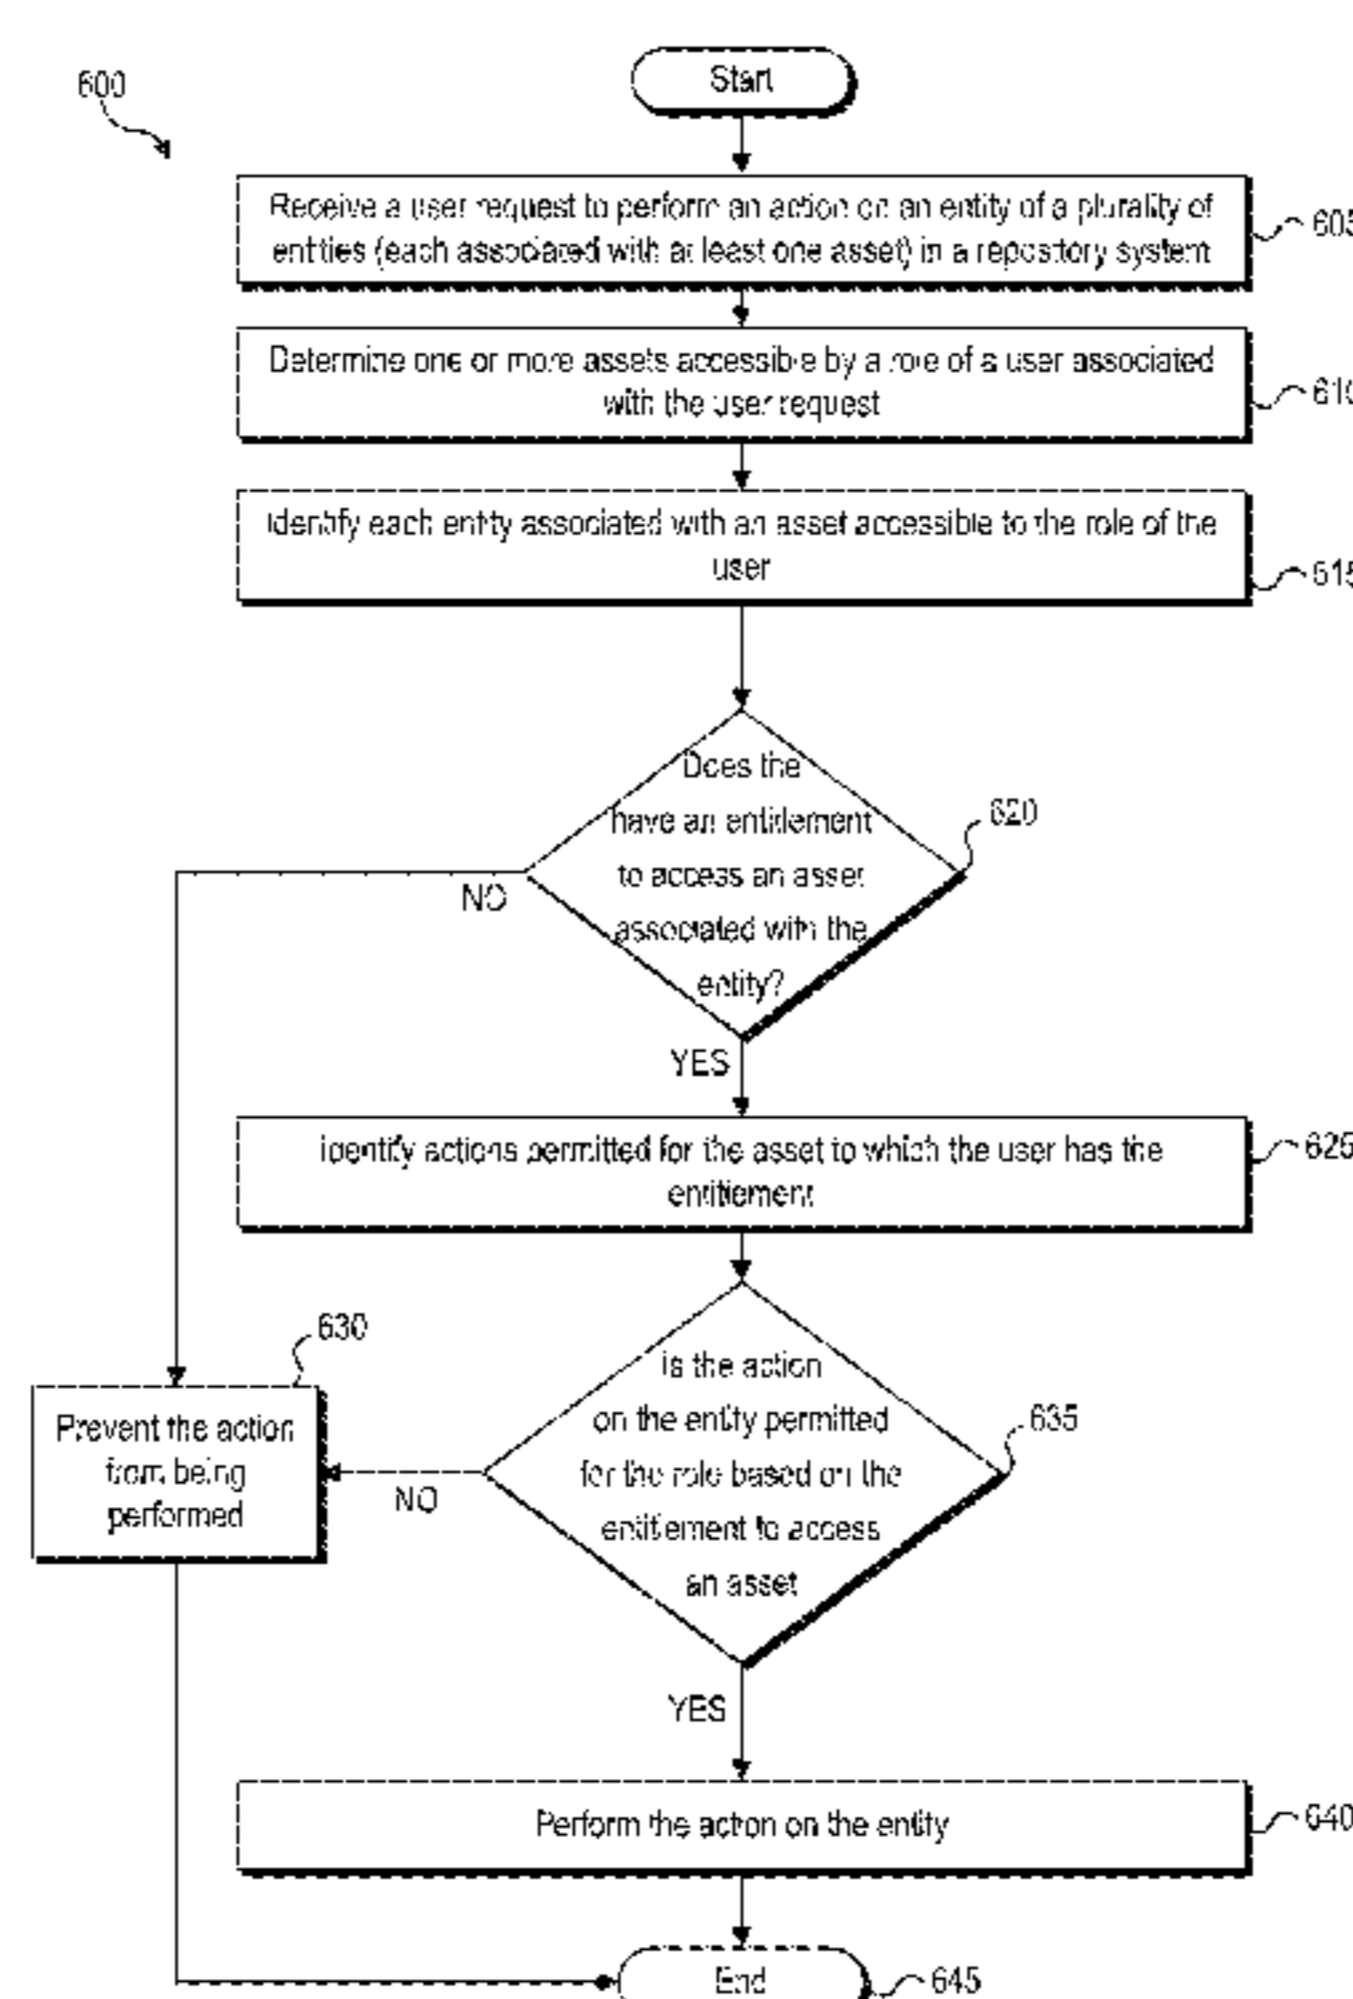 Start
600
Receive a user request to perform an action on an entity of a plurality of
entities (each associated with at least one asset) in a repository system
605
Determine one or more assets accessible by a role of a user associated
with the user request
610
Identify each entity associated with an asset accessible to the role of the
user
615
Does the
have an entitlement
to access an asset
associated with the
entity?
620
NO
YES
Identify actions permitted for the asset to which the user has the
entitlement
625
630
Prevent the action
from being
performed
Is the action
on the entity permitted
for the role based on the
entitlement to access
an asset
635
NO
YES
Perform the action on the entity
640
End
645